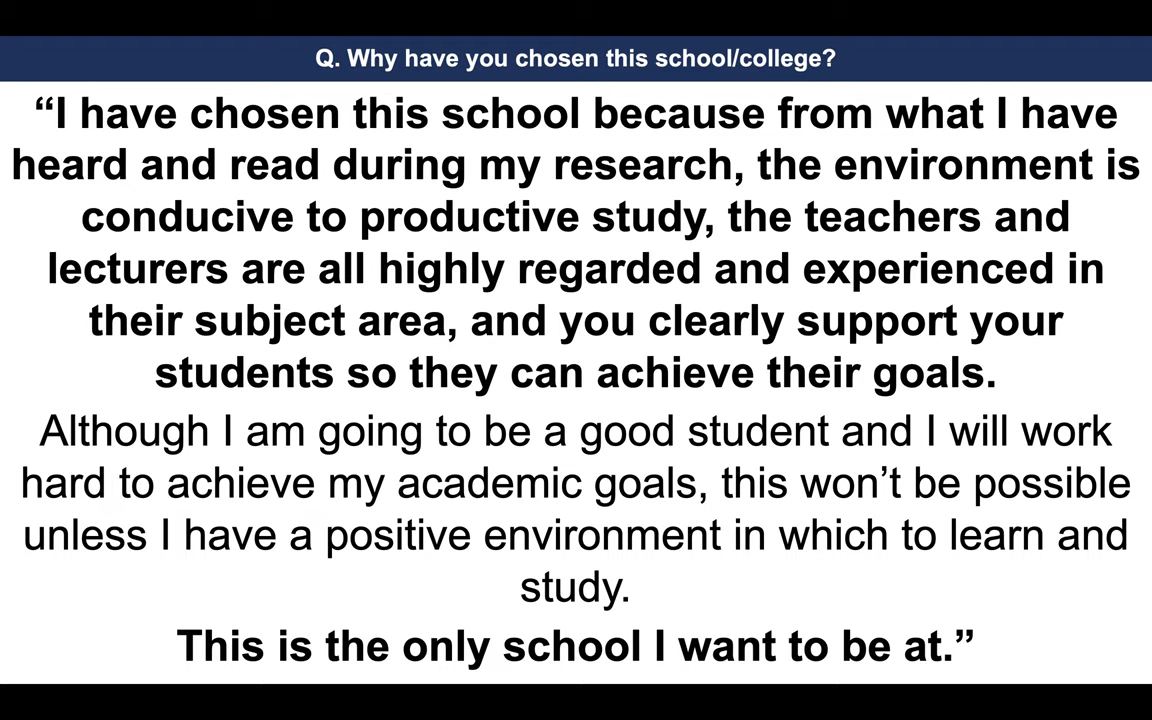 Q. Why have you chosen this school/college?
“I have chosen this school because from what I have
heard and read during my research, the environment is
conducive to productive study, the teachers and
lecturers are all highly regarded and experienced in
their subject area, and you clearly support your
students so they can achieve their goals.
Although I am going to be a good student and I will work
hard to achieve my academic goals, this won’t be possible
unless I have a positive environment in which to learn and
study.
This is the only school I want to be at.”